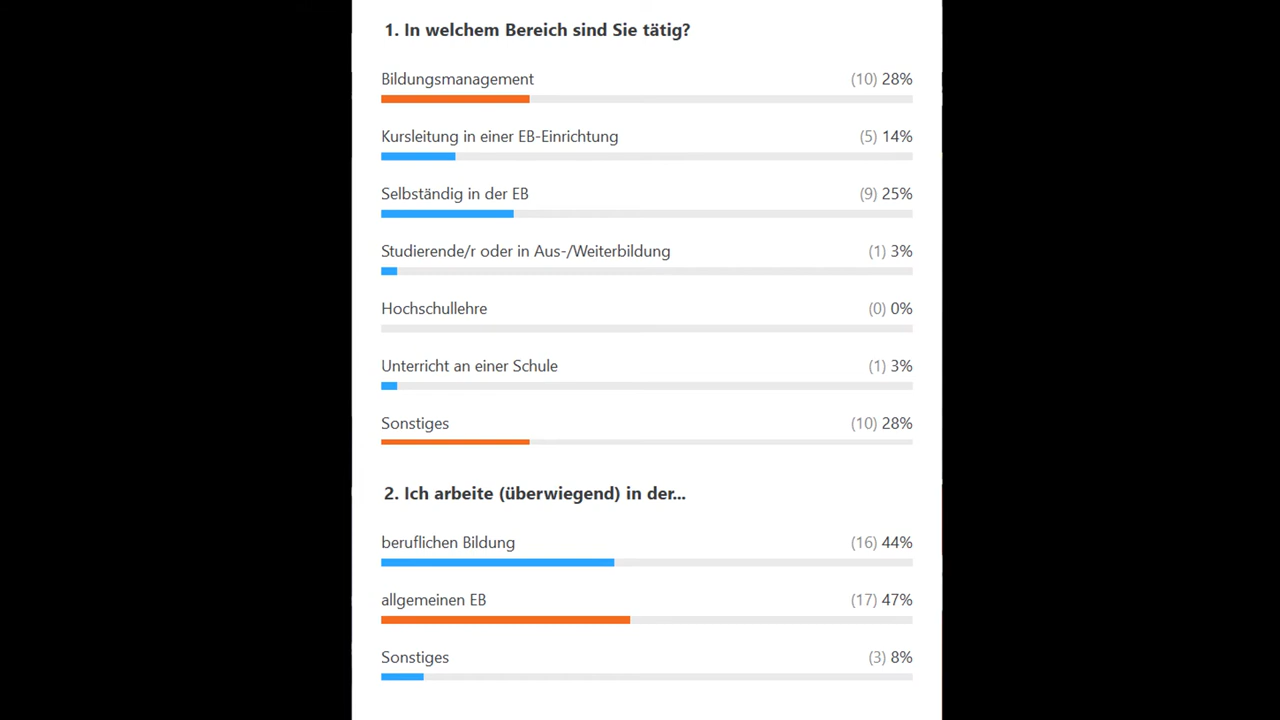 1. In welchem Bereich sind Sie tätig?
Bildungsmanagement (10) 28%
Kursleitung in einer EB-Einrichtung (5) 14%
Selbständig in der EB (9) 25%
Studierende/r oder in Aus-/Weiterbildung (1) 3%
Hochschullehre (0) 0%
Unterricht an einer Schule (1) 3%
Sonstiges (10) 28%
2. Ich arbeite (überwiegend) in der...
beruflichen Bildung (16) 44%
allgemeinen EB (17) 47%
Sonstiges (3) 8%